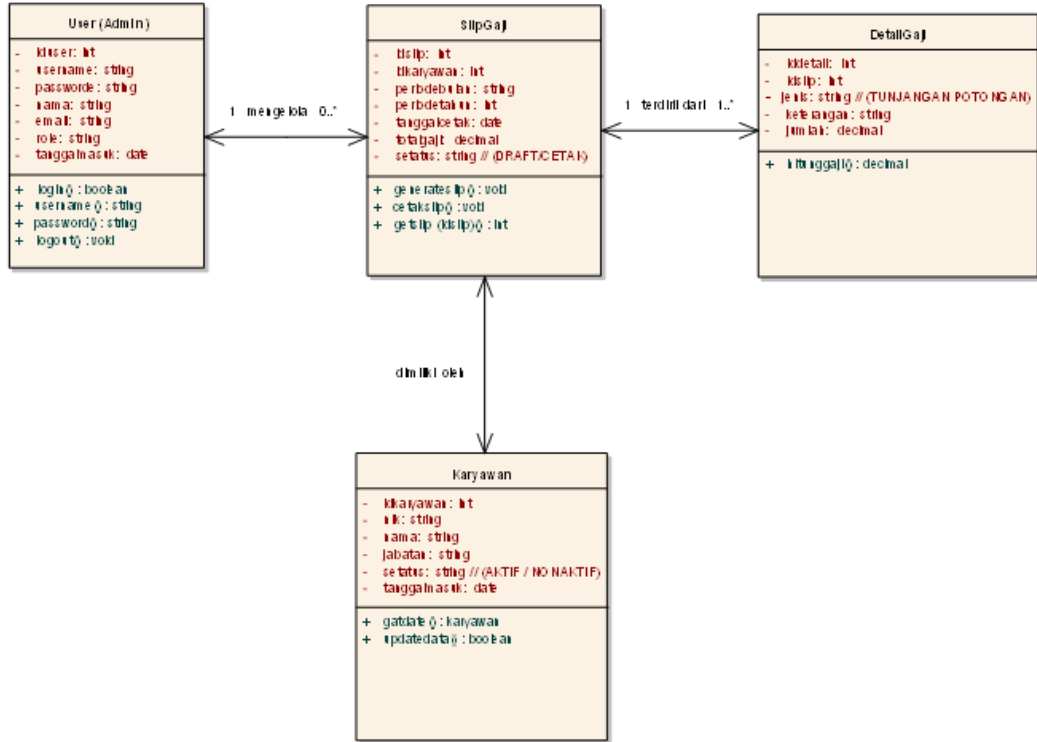 User (Admin)
- iduser: int
- username: string
- passworde: string
- nama: string
- email: string
- role: string
- tanggalmasuk: date
+ login() : boolean
+ username() : string
+ password() : string
+ logout() : void
1 mengelola 0..*
SlipGaji
- idslip: int
- idkaryawan: int
- periodebulan: string
- periodetahun: int
- tanggalcetak: date
- totalgaji: decimal
- setatus: string // (DRAFT/CETAK)
+ generateslip() : void
+ cetakslip() : void
+ getslip (idslip)() : int
1 terdiri dari 1..*
DetailGaji
- iddetail: int
- idslip: int
- jenis: string // (TUNJANGAN POTONGAN)
- keterangan: string
- jumlah: decimal
+ hitunggaji() : decimal
dimiliki oleh
Karyawan
- idkaryawan: int
- nik: string
- nama: string
- jabatan: string
- setatus: string // (AKTIF / NONAKTIF)
- tanggalmasuk: date
+ gatdate() : karyawan
+ updatedata() : boolean